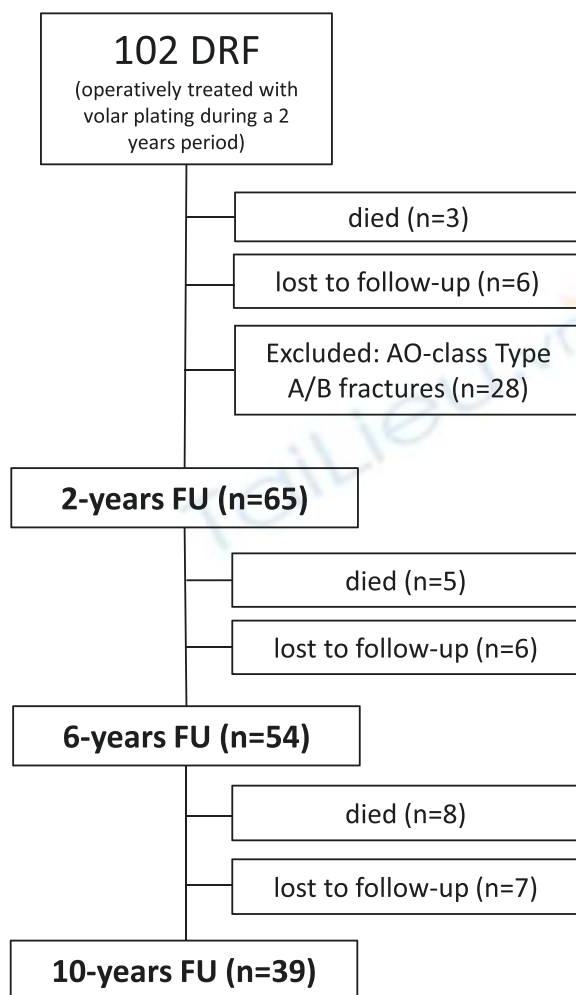 102 DRF
(operatively treated with
volar plating during a 2
years period)
died (n=3)
lost to follow-up (n=6)
Excluded: AO-class Type
A/B fractures (n=28)
2-years FU (n=65)
died (n=5)
lost to follow-up (n=6)
6-years FU (n=54)
died (n=8)
lost to follow-up (n=7)
10-years FU (n=39)
TaiLieu.vn